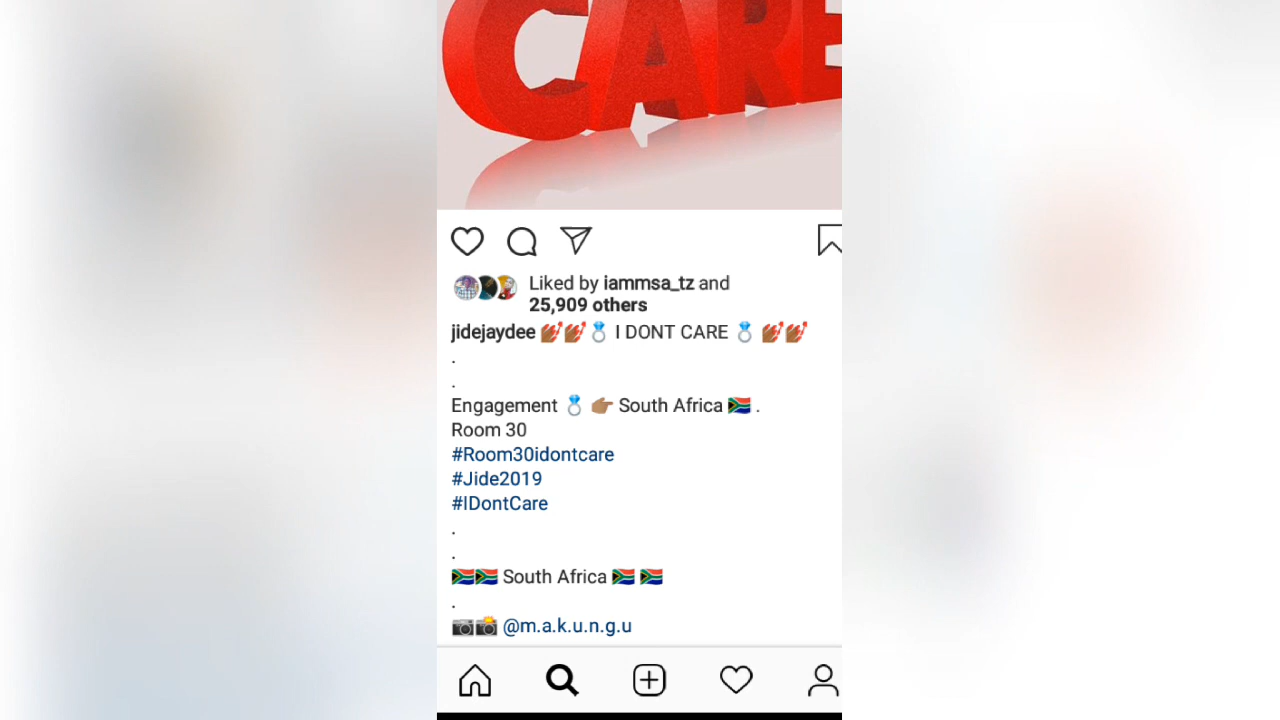 CARE
Liked by iammsa_tz and
25,909 others
jidejaydee 💅🏾💅🏾💍 I DONT CARE 💍 💅🏾💅🏾
.
.
Engagement 💍 👉🏽 South Africa 🇿🇦 .
Room 30
#Room30idontcare
#Jide2019
#IDontCare
.
.
🇿🇦🇿🇦 South Africa 🇿🇦 🇿🇦
.
📷📸 @m.a.k.u.n.g.u